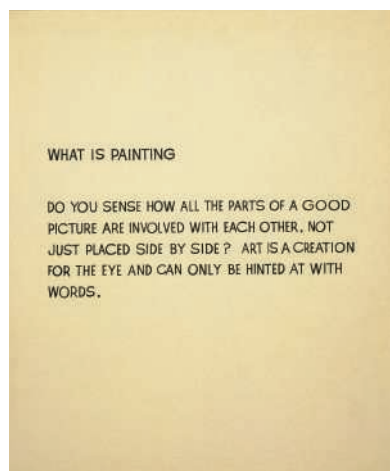 WHAT IS PAINTING
DO YOU SENSE HOW ALL THE PARTS OF A GOOD
PICTURE ARE INVOLVED WITH EACH OTHER, NOT
JUST PLACED SIDE BY SIDE? ART IS A CREATION
FOR THE EYE AND CAN ONLY BE HINTED AT WITH
WORDS.